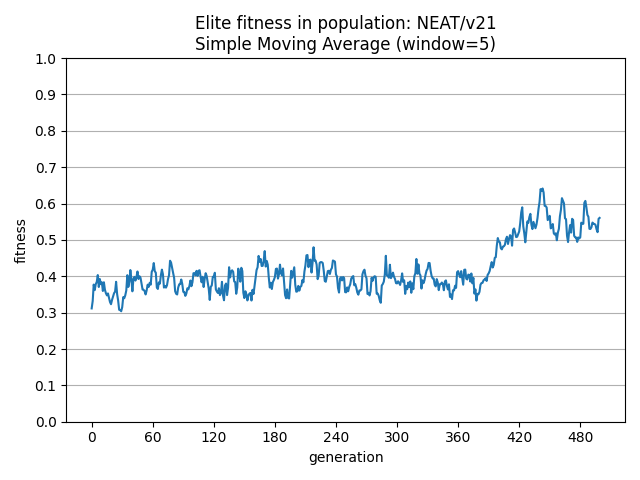 Elite fitness in population: NEAT/v21
Simple Moving Average (window=5)
1.0
0.9
0.8
0.7
0.6
0.5
0.4
0.3
0.2
0.1
0.0
fitness
0 60 120 180 240 300 360 420 480
generation